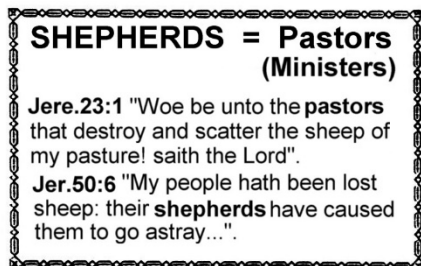 SHEPHERDS = Pastors
(Ministers)
Jere.23:1 "Woe be unto the pastors
that destroy and scatter the sheep of
my pasture! saith the Lord".
Jer.50:6 "My people hath been lost
sheep: their shepherds have caused
them to go astray...".